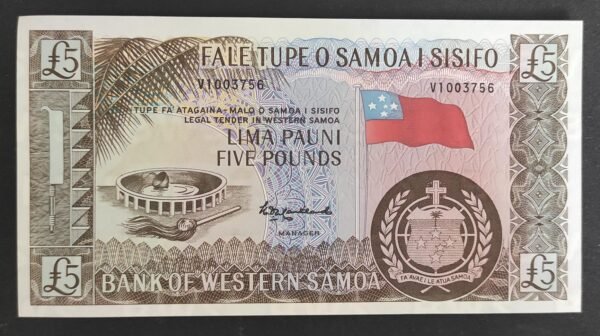 £5 FALE TUPE O SAMOA I SISIFO £5
V1003756 V1003756
TUPE FA'ATAGAINA-MALO O SAMOA I SISIFO
LEGAL TENDER IN WESTERN SAMOA
LIMA PAUNI
FIVE POUNDS
MANAGER
FA'AVAE I LE ATUA SAMOA
£5 BANK OF WESTERN SAMOA £5